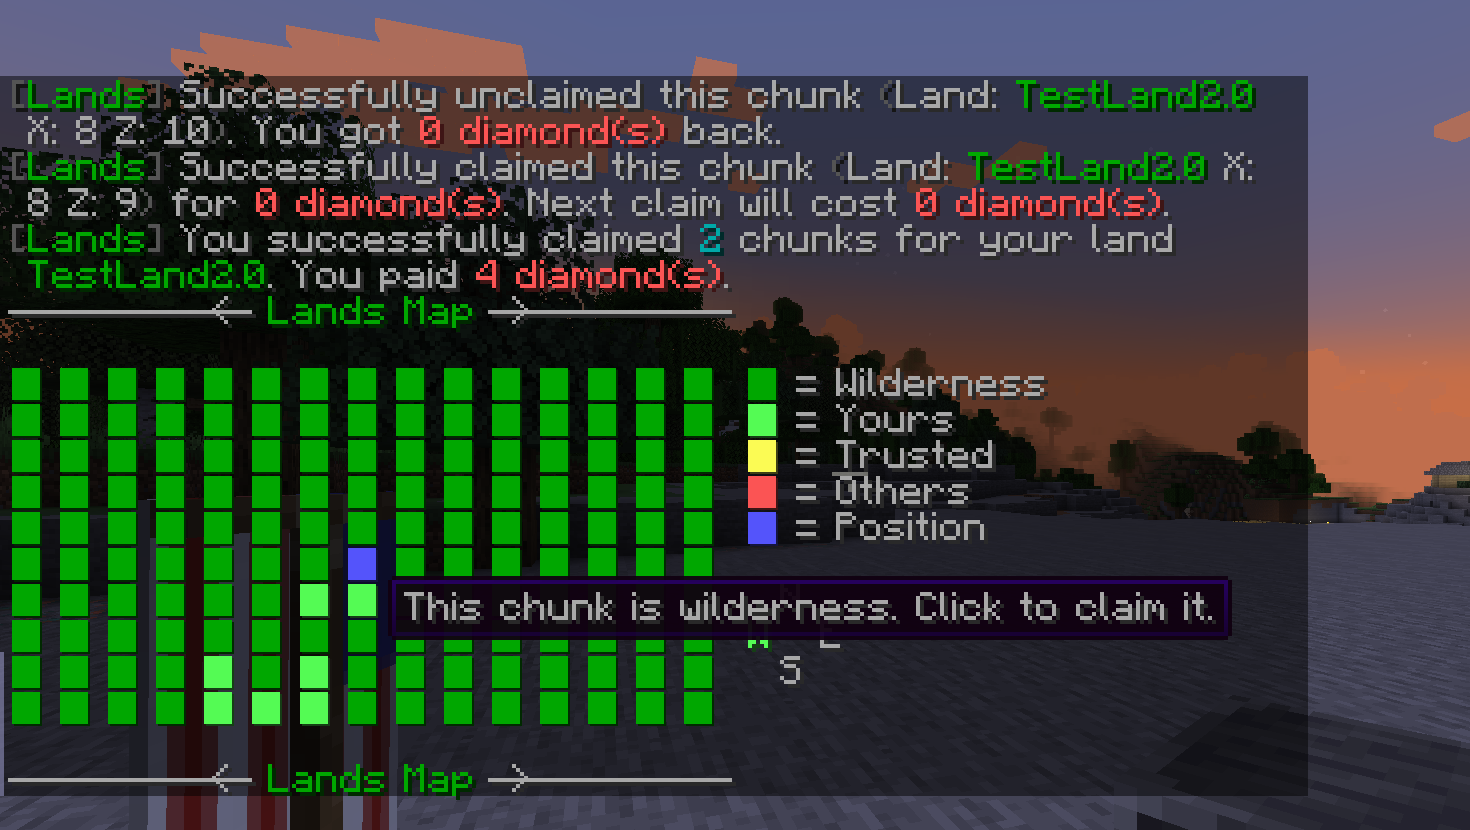 [Lands] Successfully unclaimed this chunk (Land: TestLand2.0
X: 8 Z: 10). You got 0 diamond(s) back.
[Lands] Successfully claimed this chunk (Land: TestLand2.0 X:
8 Z: 9) for 0 diamond(s). Next claim will cost 0 diamond(s).
[Lands] You successfully claimed 2 chunks for your land
TestLand2.0. You paid 4 diamond(s).
Lands Map
= Wilderness
= Yours
= Trusted
= Others
= Position
This chunk is wilderness. Click to claim it.
S
Lands Map